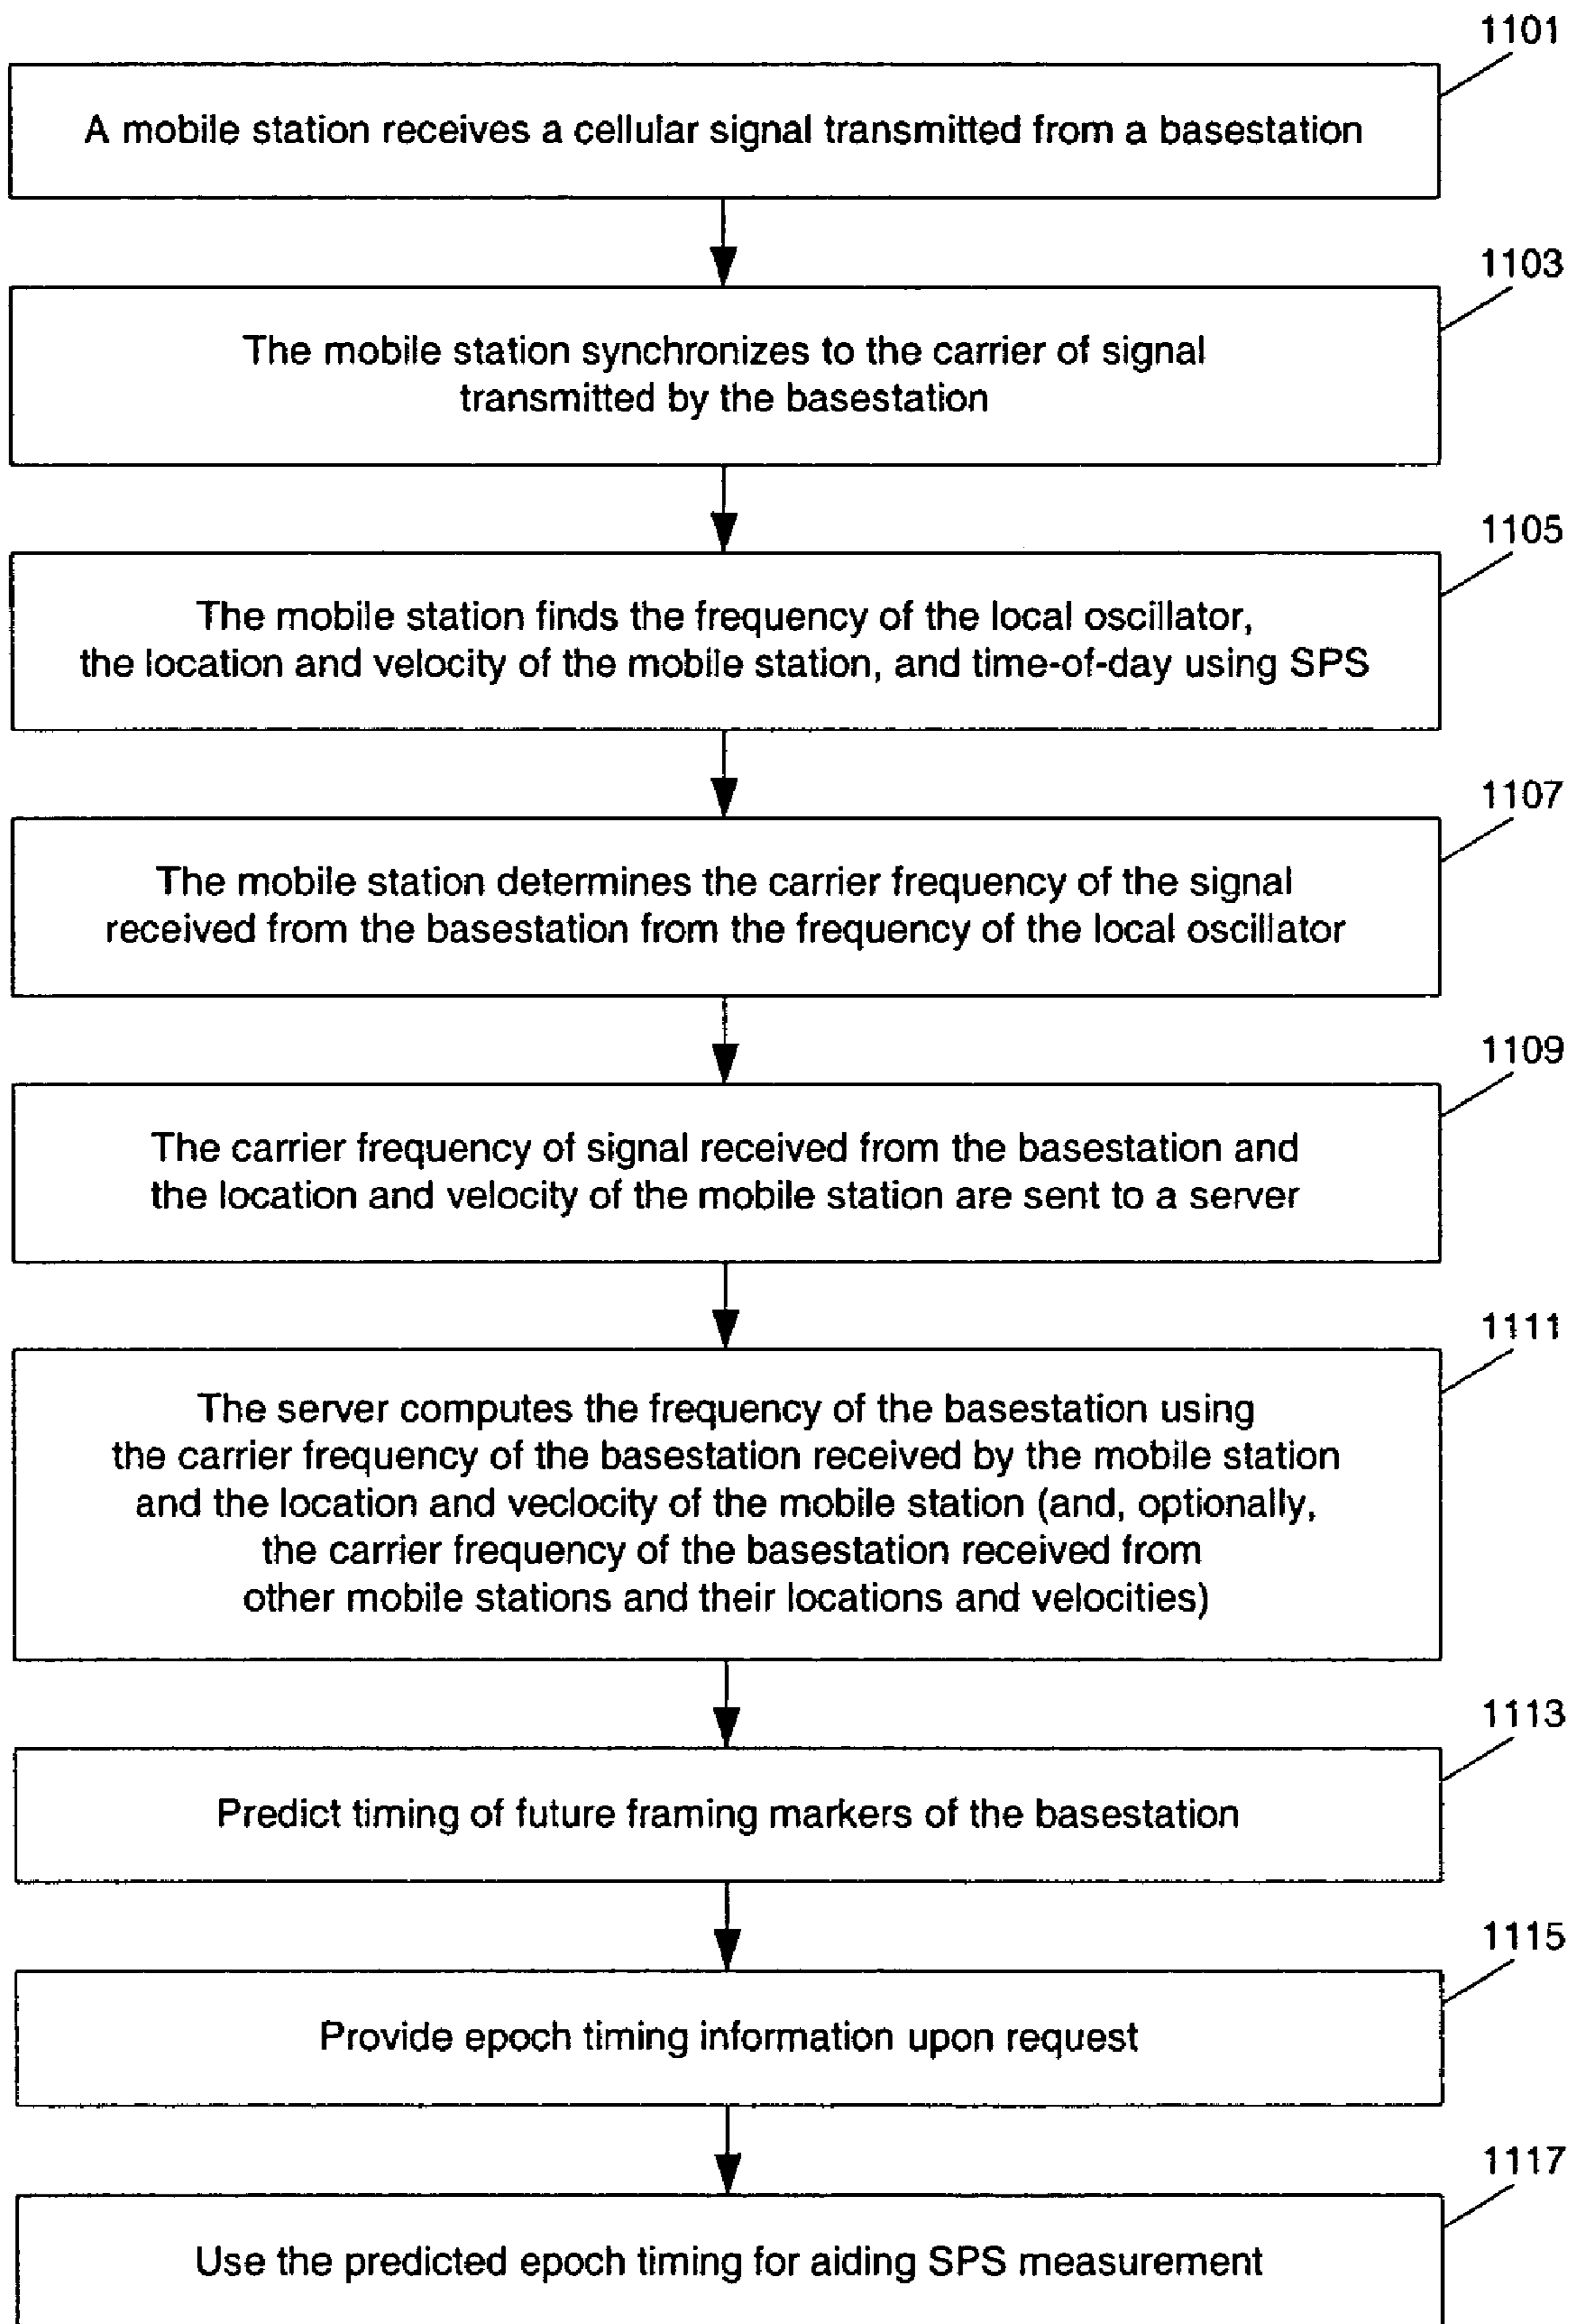 1101
A mobile station receives a cellular signal transmitted from a basestation
1103
The mobile station synchronizes to the carrier of signal
transmitted by the basestation
1105
The mobile station finds the frequency of the local oscillator,
the location and velocity of the mobile station, and time-of-day using SPS
1107
The mobile station determines the carrier frequency of the signal
received from the basestation from the frequency of the local oscillator
1109
The carrier frequency of signal received from the basestation and
the location and velocity of the mobile station are sent to a server
1111
The server computes the frequency of the basestation using
the carrier frequency of the basestation received by the mobile station
and the location and veclocity of the mobile station (and, optionally,
the carrier frequency of the basestation received from
other mobile stations and their locations and velocities)
1113
Predict timing of future framing markers of the basestation
1115
Provide epoch timing information upon request
1117
Use the predicted epoch timing for aiding SPS measurement